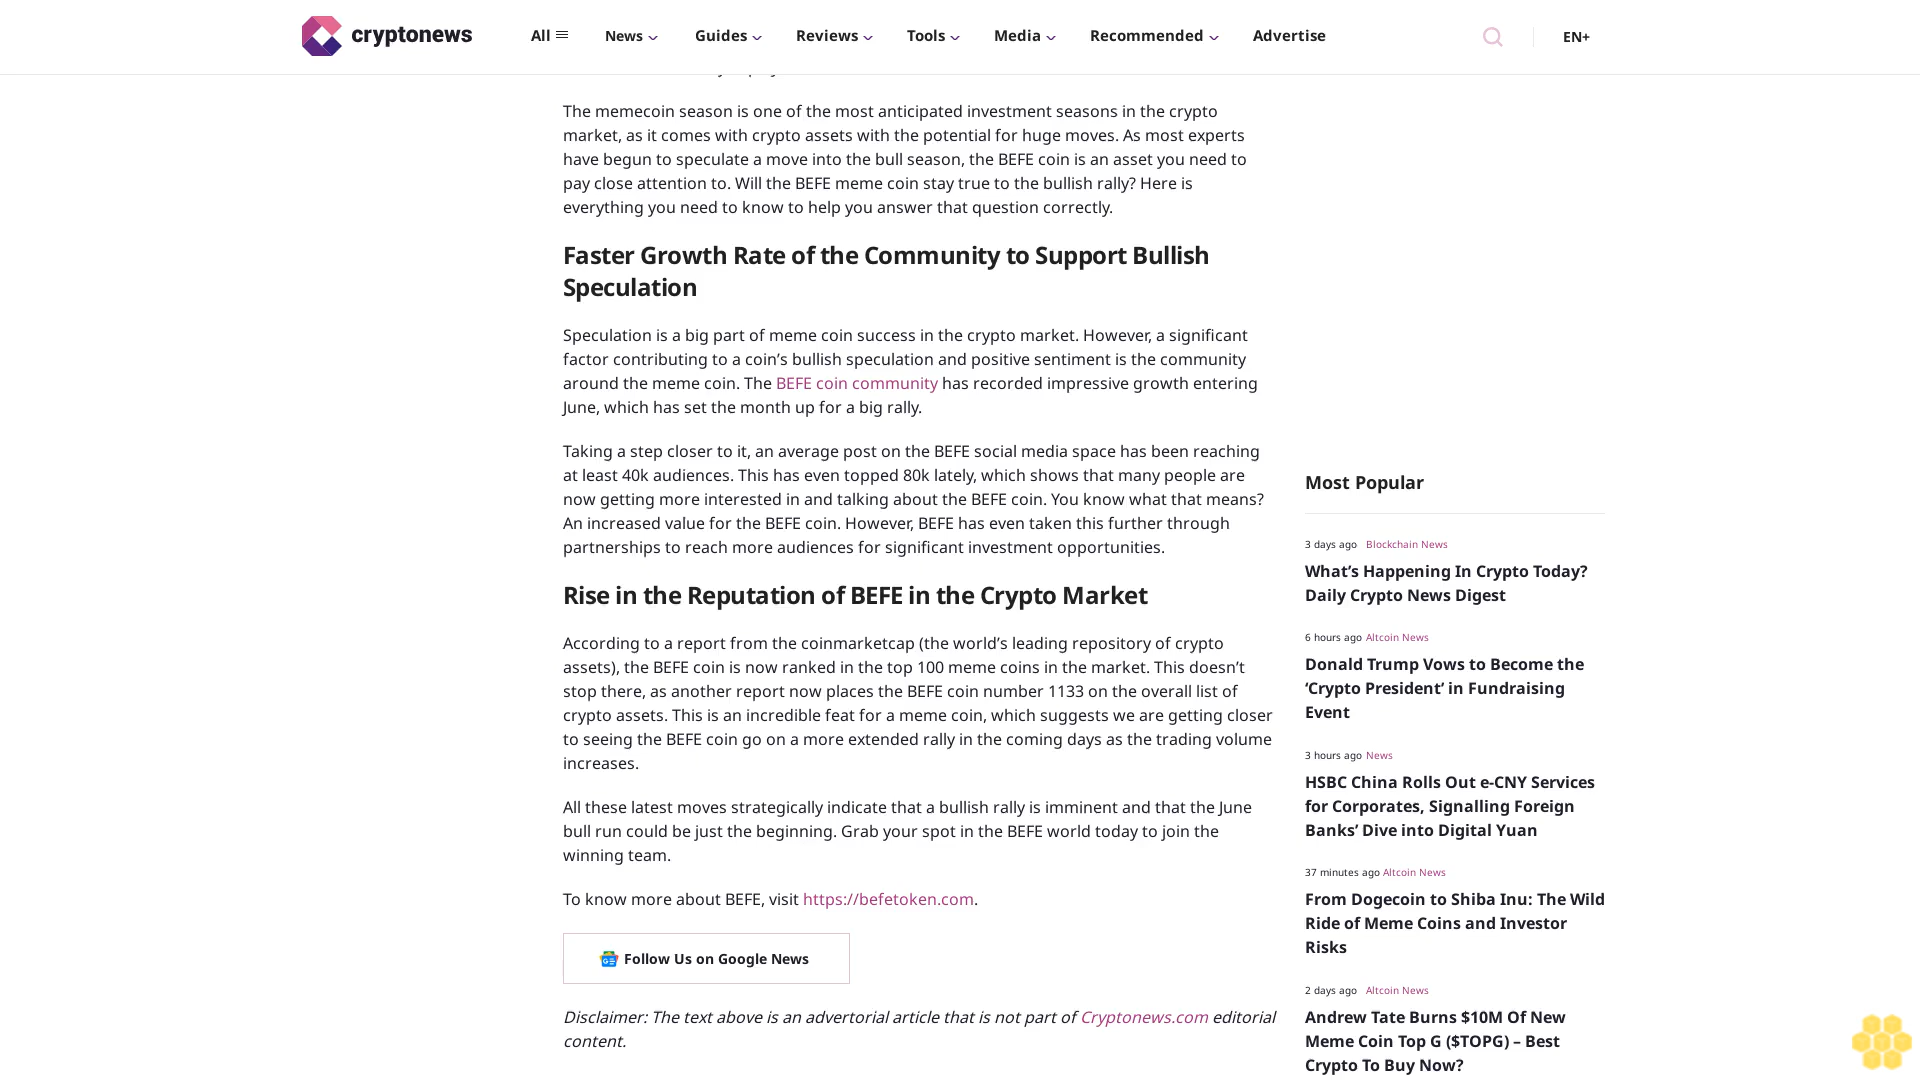 cryptonews
All
News
Guides
Reviews
Tools
Media
Recommended
Advertise
EN+
The memecoin season is one of the most anticipated investment seasons in the crypto
market, as it comes with crypto assets with the potential for huge moves. As most experts
have begun to speculate a move into the bull season, the BEFE coin is an asset you need to
pay close attention to. Will the BEFE meme coin stay true to the bullish rally? Here is
everything you need to know to help you answer that question correctly.
Faster Growth Rate of the Community to Support Bullish
Speculation
Speculation is a big part of meme coin success in the crypto market. However, a significant
factor contributing to a coin’s bullish speculation and positive sentiment is the community
around the meme coin. The BEFE coin community has recorded impressive growth entering
June, which has set the month up for a big rally.
Taking a step closer to it, an average post on the BEFE social media space has been reaching
at least 40k audiences. This has even topped 80k lately, which shows that many people are
now getting more interested in and talking about the BEFE coin. You know what that means?
An increased value for the BEFE coin. However, BEFE has even taken this further through
partnerships to reach more audiences for significant investment opportunities.
Rise in the Reputation of BEFE in the Crypto Market
According to a report from the coinmarketcap (the world’s leading repository of crypto
assets), the BEFE coin is now ranked in the top 100 meme coins in the market. This doesn’t
stop there, as another report now places the BEFE coin number 1133 on the overall list of
crypto assets. This is an incredible feat for a meme coin, which suggests we are getting closer
to seeing the BEFE coin go on a more extended rally in the coming days as the trading volume
increases.
All these latest moves strategically indicate that a bullish rally is imminent and that the June
bull run could be just the beginning. Grab your spot in the BEFE world today to join the
winning team.
To know more about BEFE, visit https://befetoken.com.
Follow Us on Google News
Disclaimer: The text above is an advertorial article that is not part of Cryptonews.com editorial
content.
Most Popular
3 days ago Blockchain News
What’s Happening In Crypto Today?
Daily Crypto News Digest
6 hours ago Altcoin News
Donald Trump Vows to Become the
‘Crypto President’ in Fundraising
Event
3 hours ago News
HSBC China Rolls Out e-CNY Services
for Corporates, Signalling Foreign
Banks’ Dive into Digital Yuan
37 minutes ago Altcoin News
From Dogecoin to Shiba Inu: The Wild
Ride of Meme Coins and Investor
Risks
2 days ago Altcoin News
Andrew Tate Burns $10M Of New
Meme Coin Top G ($TOPG) – Best
Crypto To Buy Now?